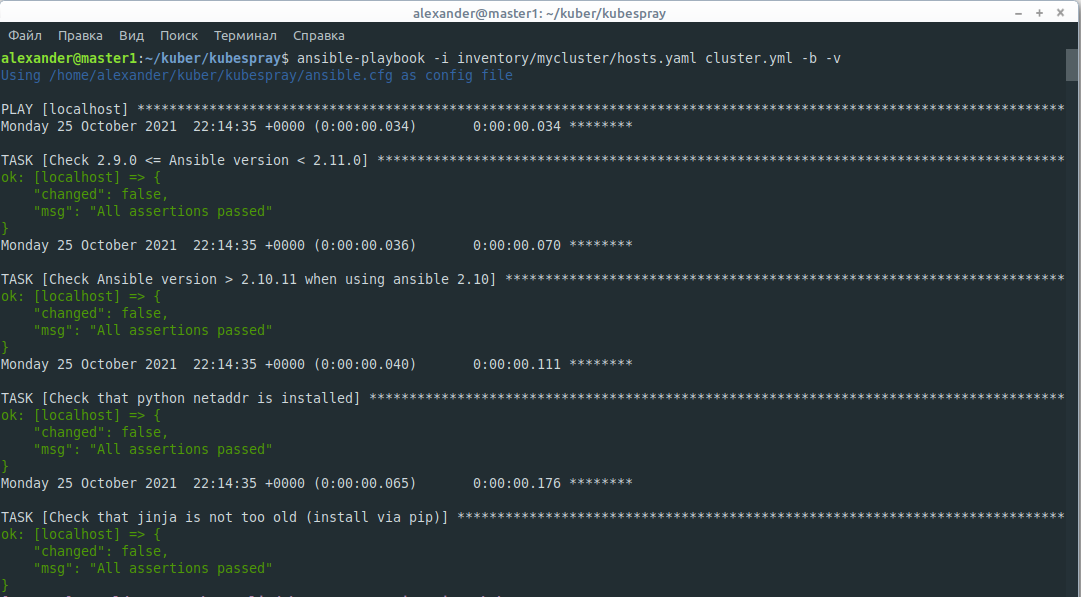 alexander@master1: ~/kuber/kubespray
Файл Правка Вид Поиск Терминал Справка
alexander@master1:~/kuber/kubespray$ ansible-playbook -i inventory/mycluster/hosts.yaml cluster.yml -b -v
Using /home/alexander/kuber/kubespray/ansible.cfg as config file
PLAY [localhost] ********************************************************************************************************************
Monday 25 October 2021  22:14:35 +0000 (0:00:00.034)       0:00:00.034 ********
TASK [Check 2.9.0 <= Ansible version < 2.11.0] **************************************************************************************
ok: [localhost] => {
    "changed": false,
    "msg": "All assertions passed"
}
Monday 25 October 2021  22:14:35 +0000 (0:00:00.036)       0:00:00.070 ********
TASK [Check Ansible version > 2.10.11 when using ansible 2.10] **********************************************************************
ok: [localhost] => {
    "changed": false,
    "msg": "All assertions passed"
}
Monday 25 October 2021  22:14:35 +0000 (0:00:00.040)       0:00:00.111 ********
TASK [Check that python netaddr is installed] ***************************************************************************************
ok: [localhost] => {
    "changed": false,
    "msg": "All assertions passed"
}
Monday 25 October 2021  22:14:35 +0000 (0:00:00.065)       0:00:00.176 ********
TASK [Check that jinja is not too old (install via pip)] ****************************************************************************
ok: [localhost] => {
    "changed": false,
    "msg": "All assertions passed"
}